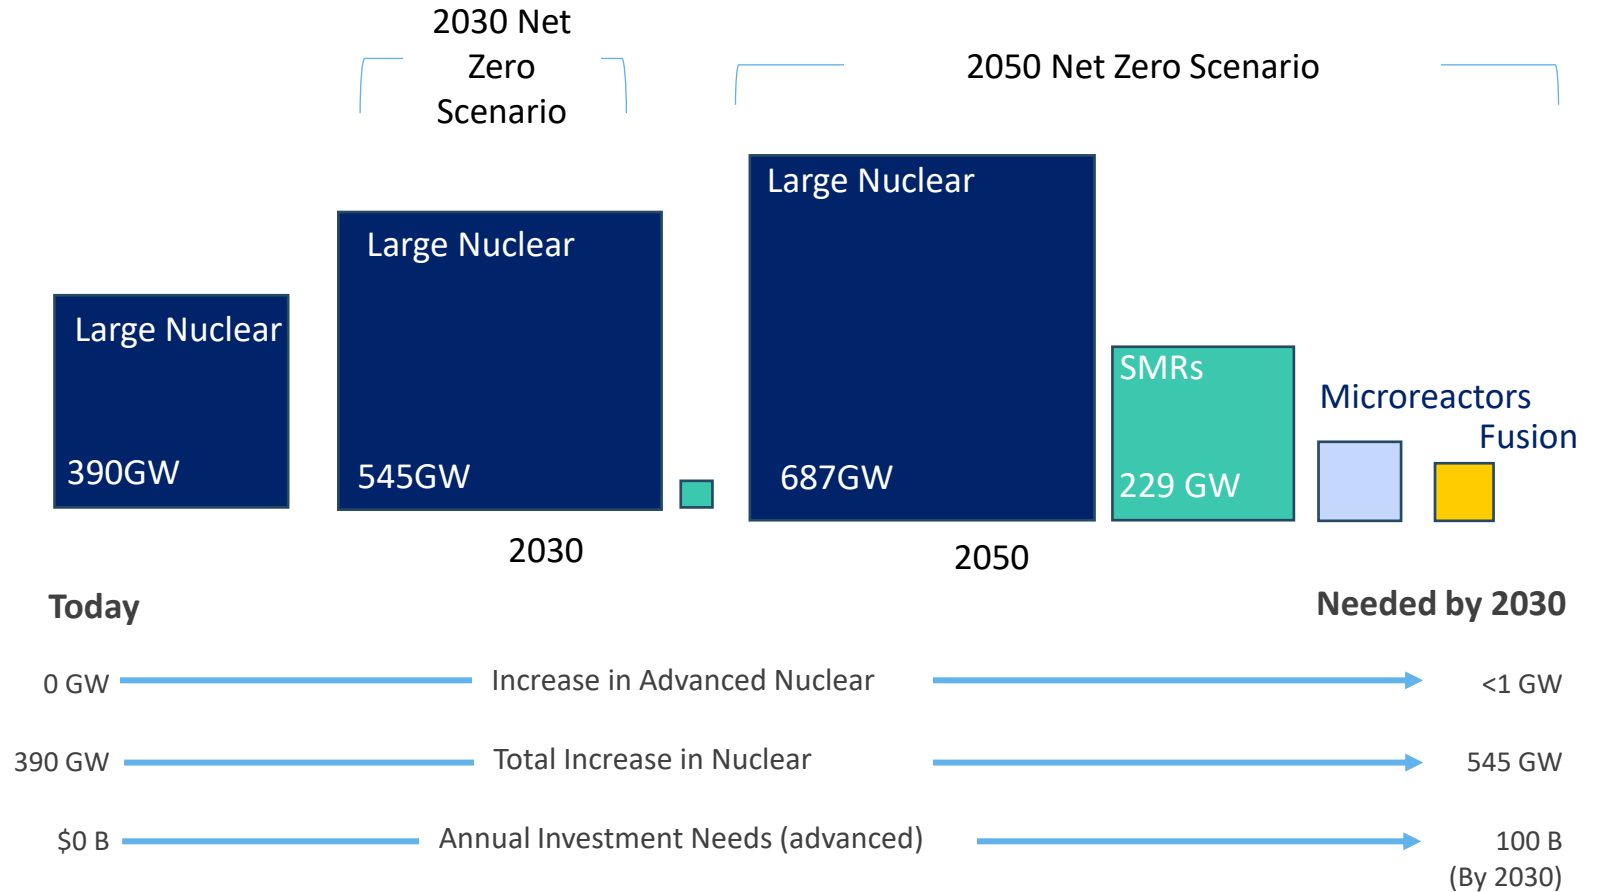 2030 Net
Zero
Scenario
2050 Net Zero Scenario
Large Nuclear
390GW
Large Nuclear
545GW
Large Nuclear
687GW
SMRs
229 GW
Microreactors
Fusion
2030
2050
Today
Needed by 2030
0 GW
Increase in Advanced Nuclear
<1 GW
390 GW
Total Increase in Nuclear
545 GW
$0 B
Annual Investment Needs (advanced)
100 B
(By 2030)